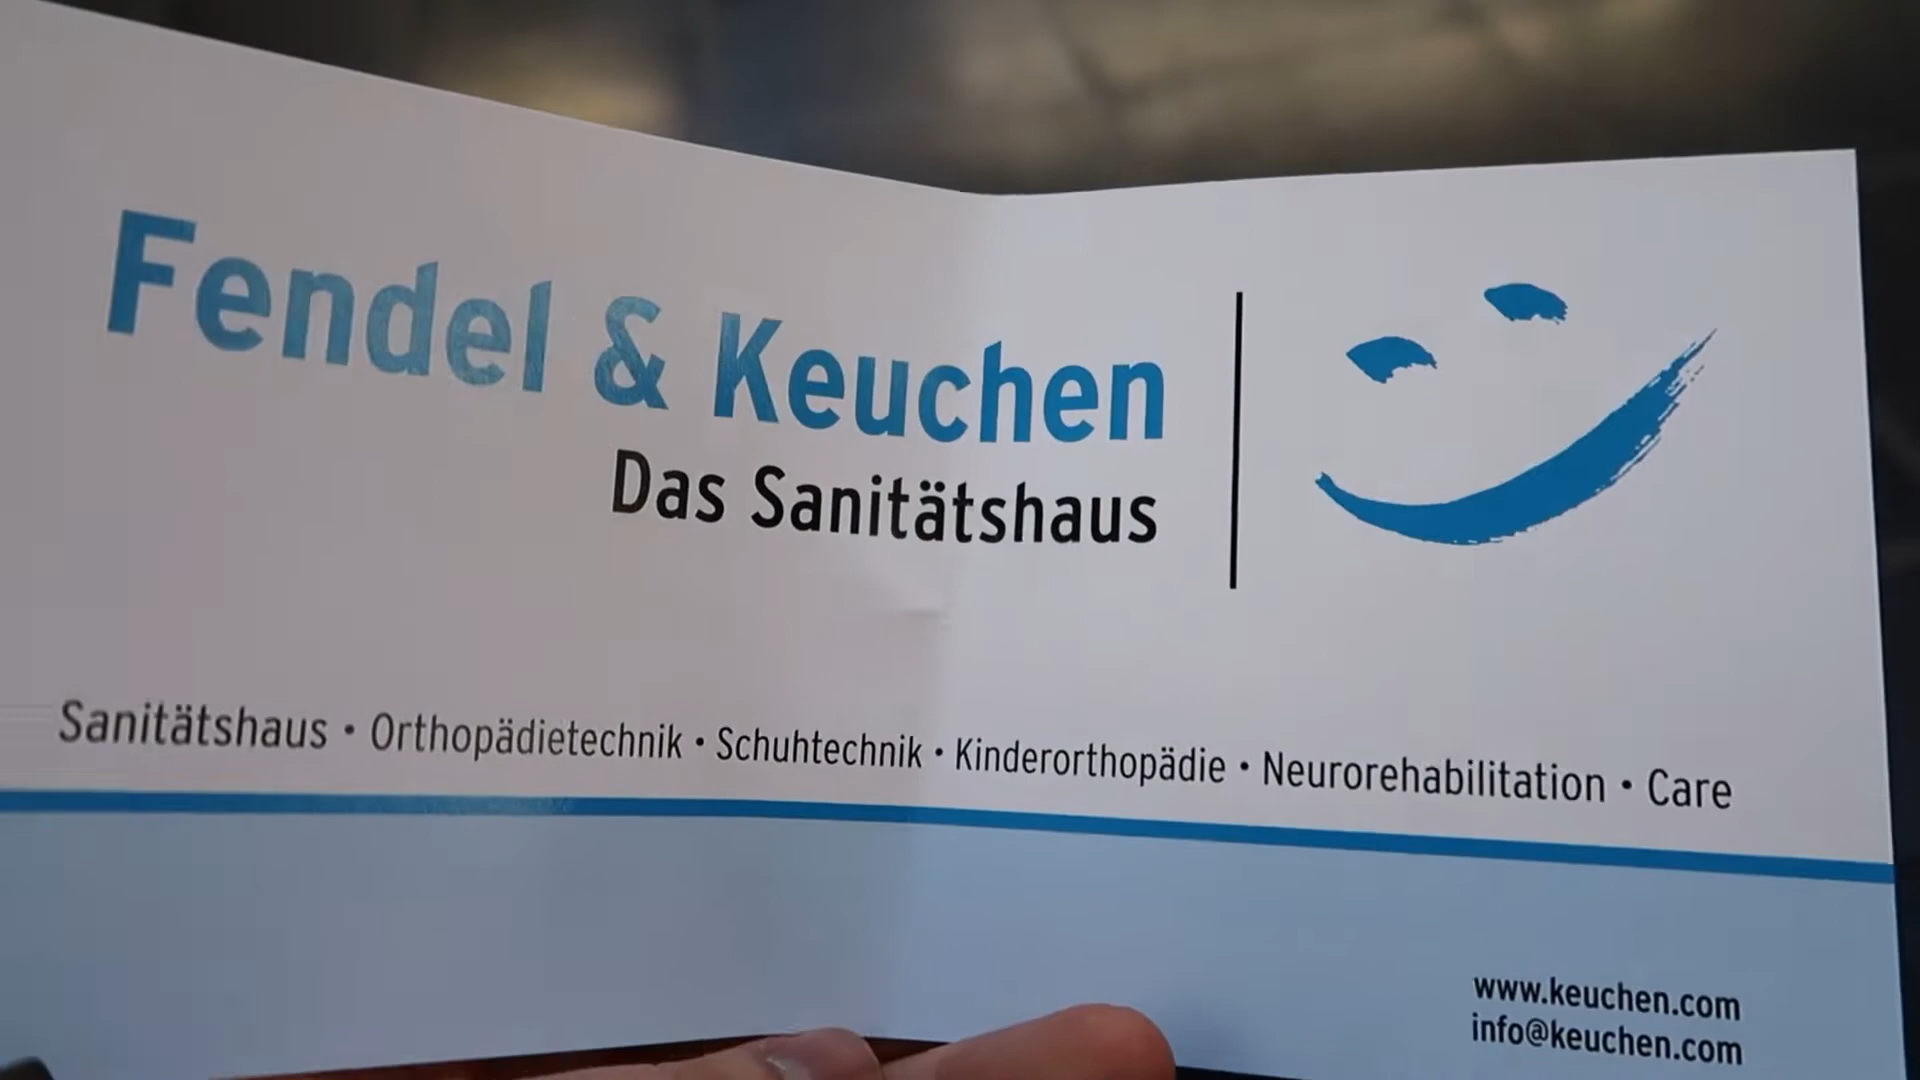 Fendel & Keuchen
Das Sanitätshaus
Sanitätshaus · Orthopädietechnik · Schuhtechnik · Kinderorthopädie · Neurorehabilitation · Care
www.keuchen.com
info@keuchen.com